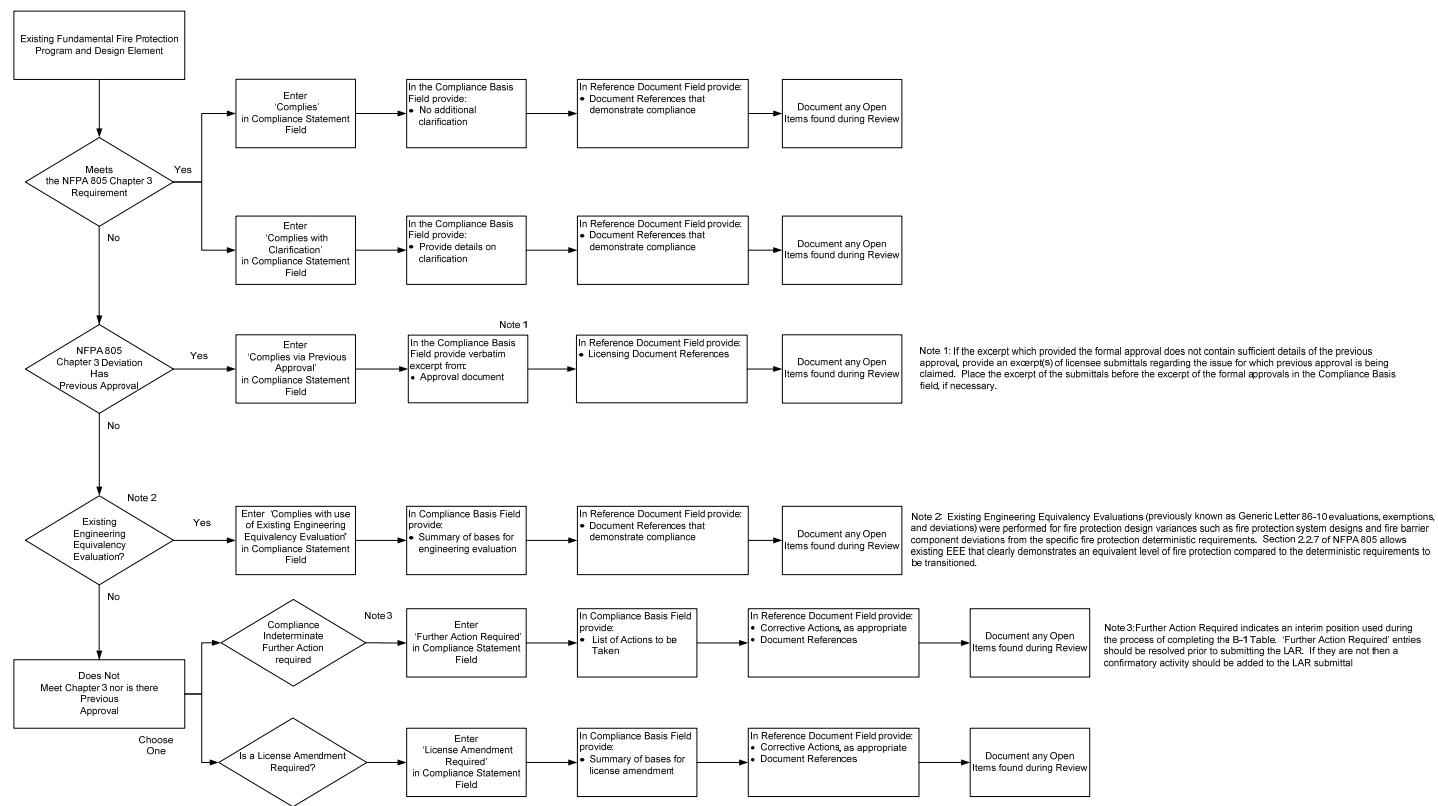 Existing Fundamental Fire Protection
Program and Design Element
Meets
the NFPA 805 Chapter 3
Requirement
Yes
No
Enter
‘Complies’
in Compliance Statement
Field
In the Compliance Basis
Field provide:
• No additional
clarification
In Reference Document Field provide:
• Document References that
demonstrate compliance
Document any Open
Items found during Review
Enter
‘Complies with
Clarification’
in Compliance Statement
Field
In the Compliance Basis
Field provide:
• Provide details on
clarification
In Reference Document Field provide:
• Document References that
demonstrate compliance
Document any Open
Items found during Review
NFPA 805
Chapter 3 Deviation
Has
Previous Approval
Yes
No
Enter
‘Complies via Previous
Approval’
in Compliance Statement
Field
Note 1
In the Compliance Basis
Field provide verbatim
excerpt from:
• Approval document
In Reference Document Field provide:
• Licensing Document References
Document any Open
Items found during Review
Note 1: If the excerpt which provided the formal approval does not contain sufficient details of the previous
approval, provide an excerpt(s) of licensee submittals regarding the issue for which previous approval is being
claimed. Place the excerpt of the submittals before the excerpt of the formal approvals in the Compliance Basis
field, if necessary.
Note 2
Existing
Engineering
Equivalency
Evaluation?
Yes
No
Enter ‘Complies with use
of Existing Engineering
Equivalency Evaluation’
in Compliance Statement
Field
In Compliance Basis Field
provide:
• Summary of bases for
engineering evaluation
In Reference Document Field provide:
• Document References that
demonstrate compliance
Document any Open
Items found during Review
Note 2: Existing Engineering Equivalency Evaluations (previously known as Generic Letter 86-10 evaluations, exemptions,
and deviations) were performed for fire protection design variances such as fire protection system designs and fire barrier
component deviations from the specific fire protection deterministic requirements. Section 2.2.7 of NFPA 805 allows
existing EEE that clearly demonstrates an equivalent level of fire protection compared to the deterministic requirements to
be transitioned.
Does Not
Meet Chapter 3 nor is there
Previous
Approval
Choose
One
Compliance
Indeterminate
Further Action
required
Note 3
Enter
‘Further Action Required’
in Compliance Statement
Field
In Compliance Basis Field
provide:
• List of Actions to be
Taken
In Reference Document Field provide:
• Corrective Actions, as appropriate
• Document References
Document any Open
Items found during Review
Note 3:Further Action Required indicates an interim position used during
the process of completing the B–1 Table. ‘Further Action Required’ entries
should be resolved prior to submitting the LAR. If they are not then a
confirmatory activity should be added to the LAR submittal
Is a License Amendment
Required?
Enter
‘License Amendment
Required’
in Compliance Statement
Field
In Compliance Basis Field
provide:
• Summary of bases for
license amendment
In Reference Document Field provide:
• Corrective Actions, as appropriate
• Document References
Document any Open
Items found during Review